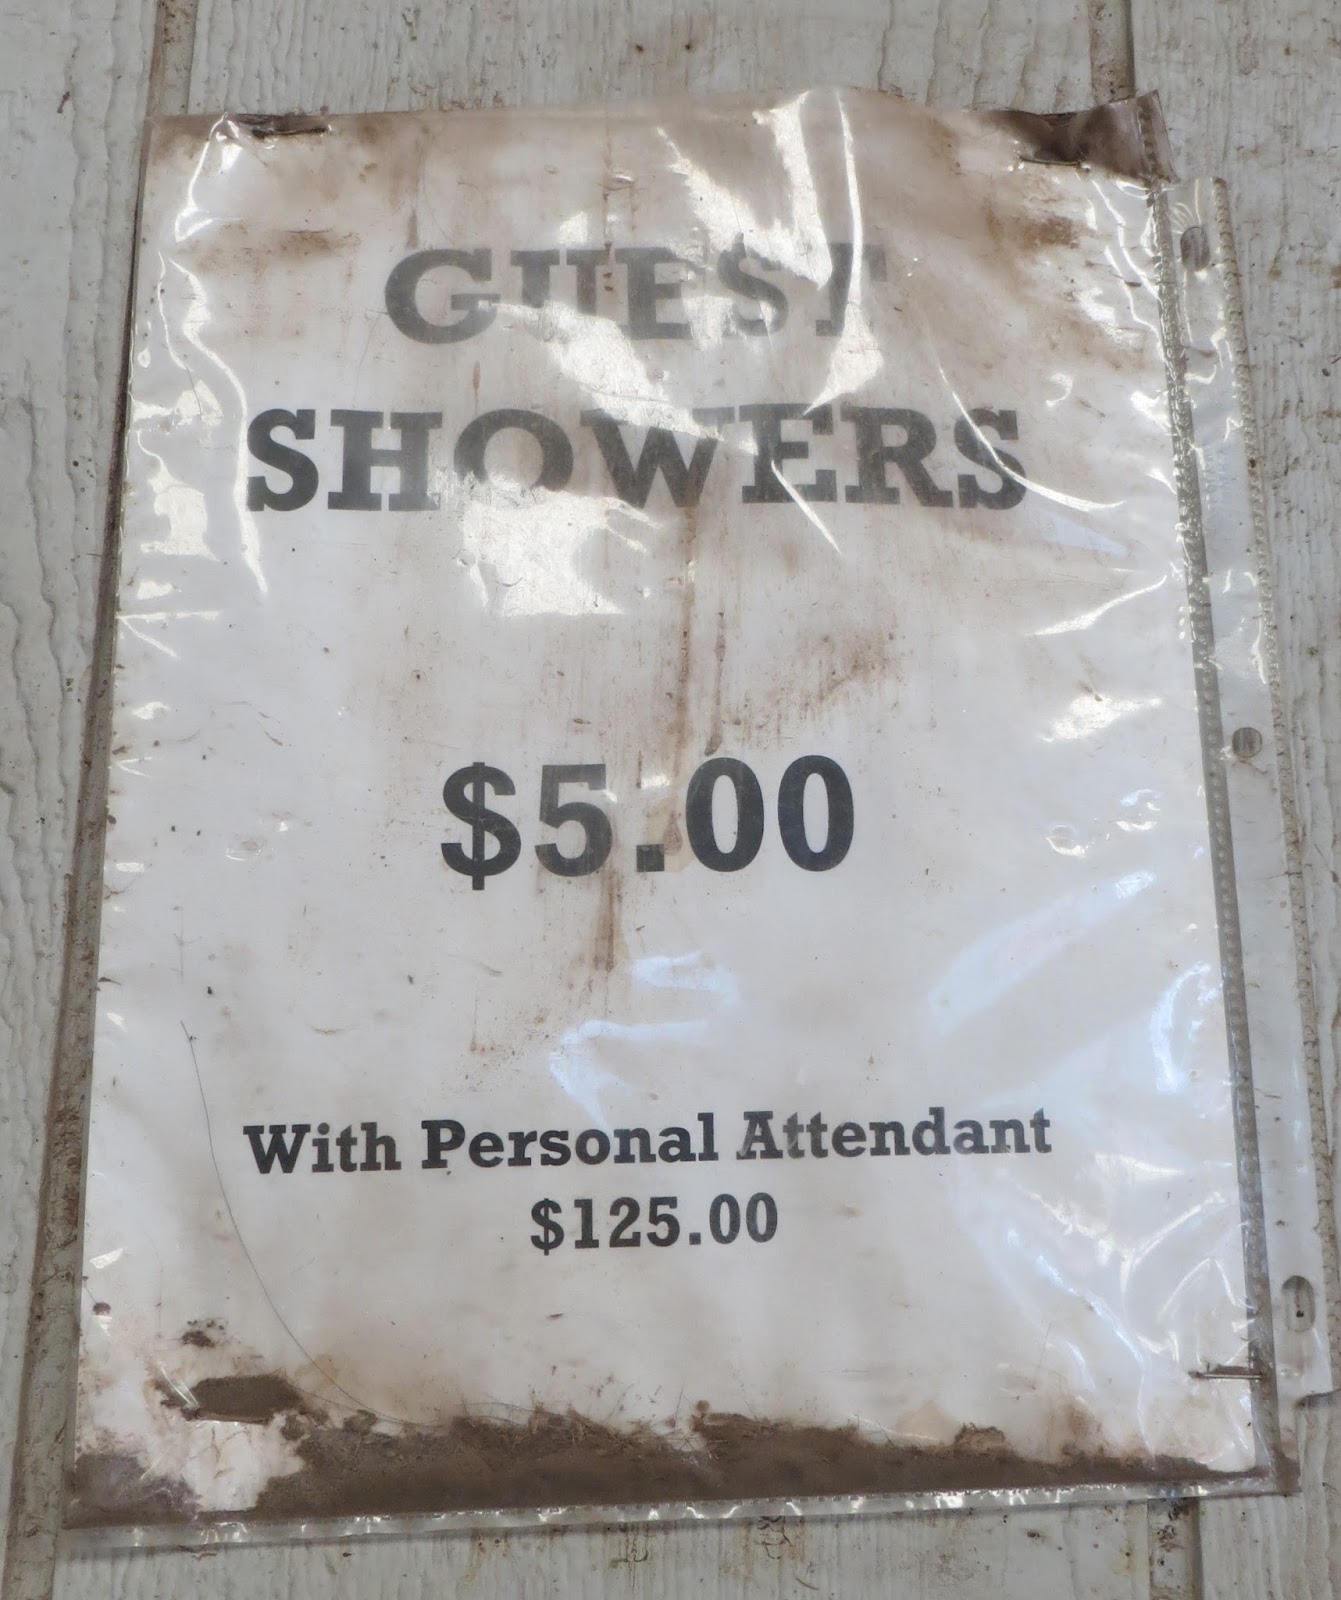 GUEST
SHOWERS
$5.00
With Personal Attendant
$125.00